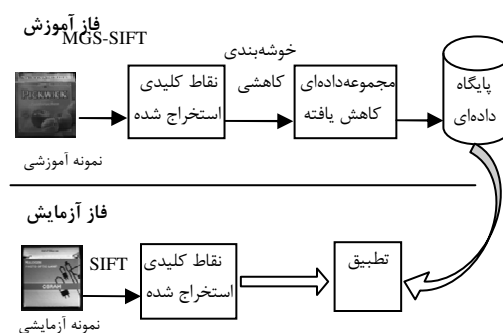 فاز آموزش
MGS-SIFT
خوشه‌بندی
کاهشی
نقاط کلیدی
استخراج شده
مجموعه‌داده‌ای
کاهش یافته
پایگاه
داده‌ای
نمونه آموزشی
فاز آزمایش
SIFT
نقاط کلیدی
استخراج شده
تطبیق
نمونه آزمایشی